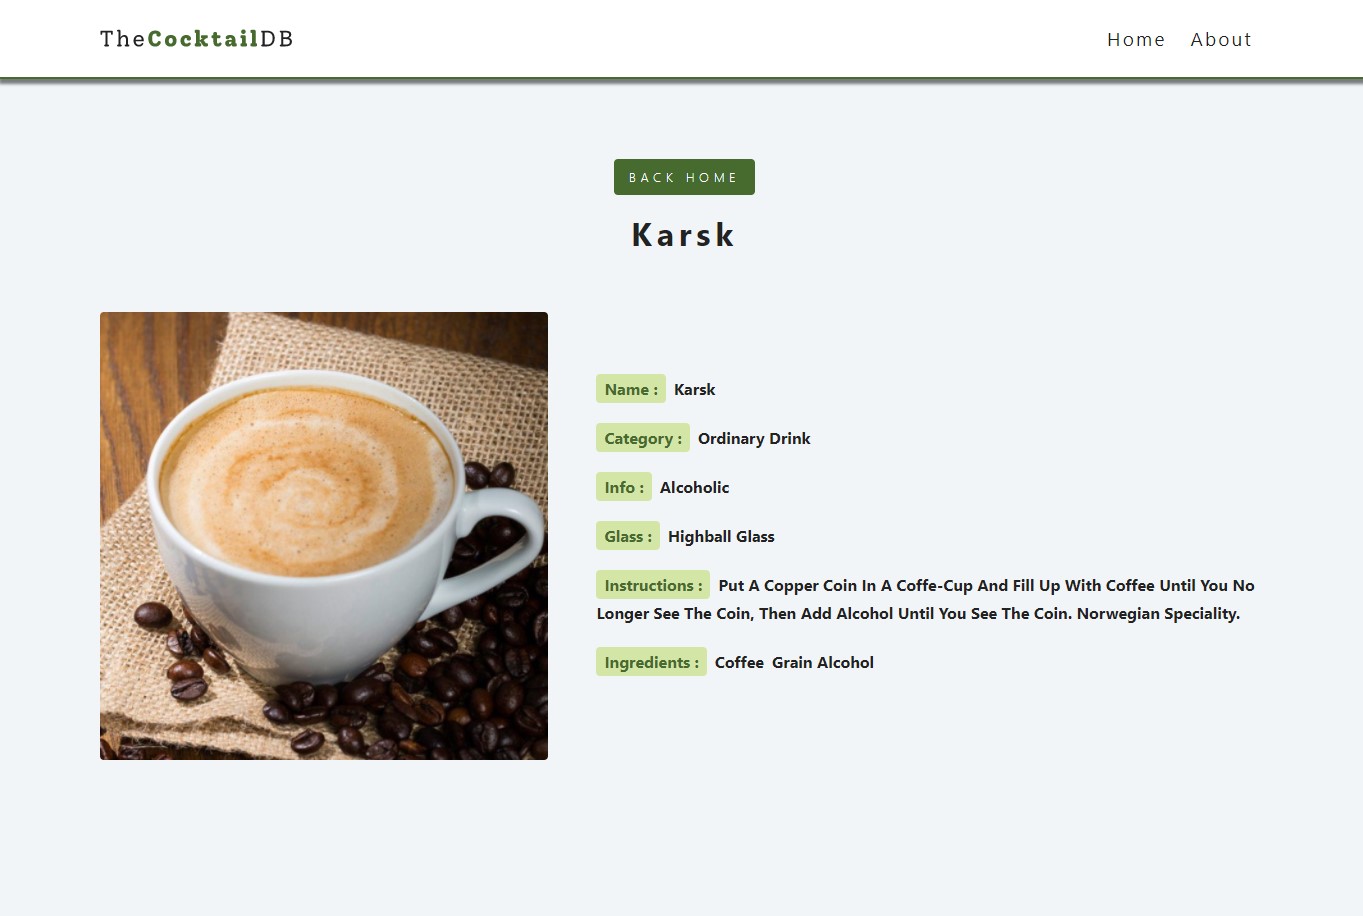 TheCocktailDB
Home About
BACK HOME
Karsk
Name : Karsk
Category : Ordinary Drink
Info : Alcoholic
Glass : Highball Glass
Instructions : Put A Copper Coin In A Coffe-Cup And Fill Up With Coffee Until You No
Longer See The Coin, Then Add Alcohol Until You See The Coin. Norwegian Speciality.
Ingredients : Coffee Grain Alcohol